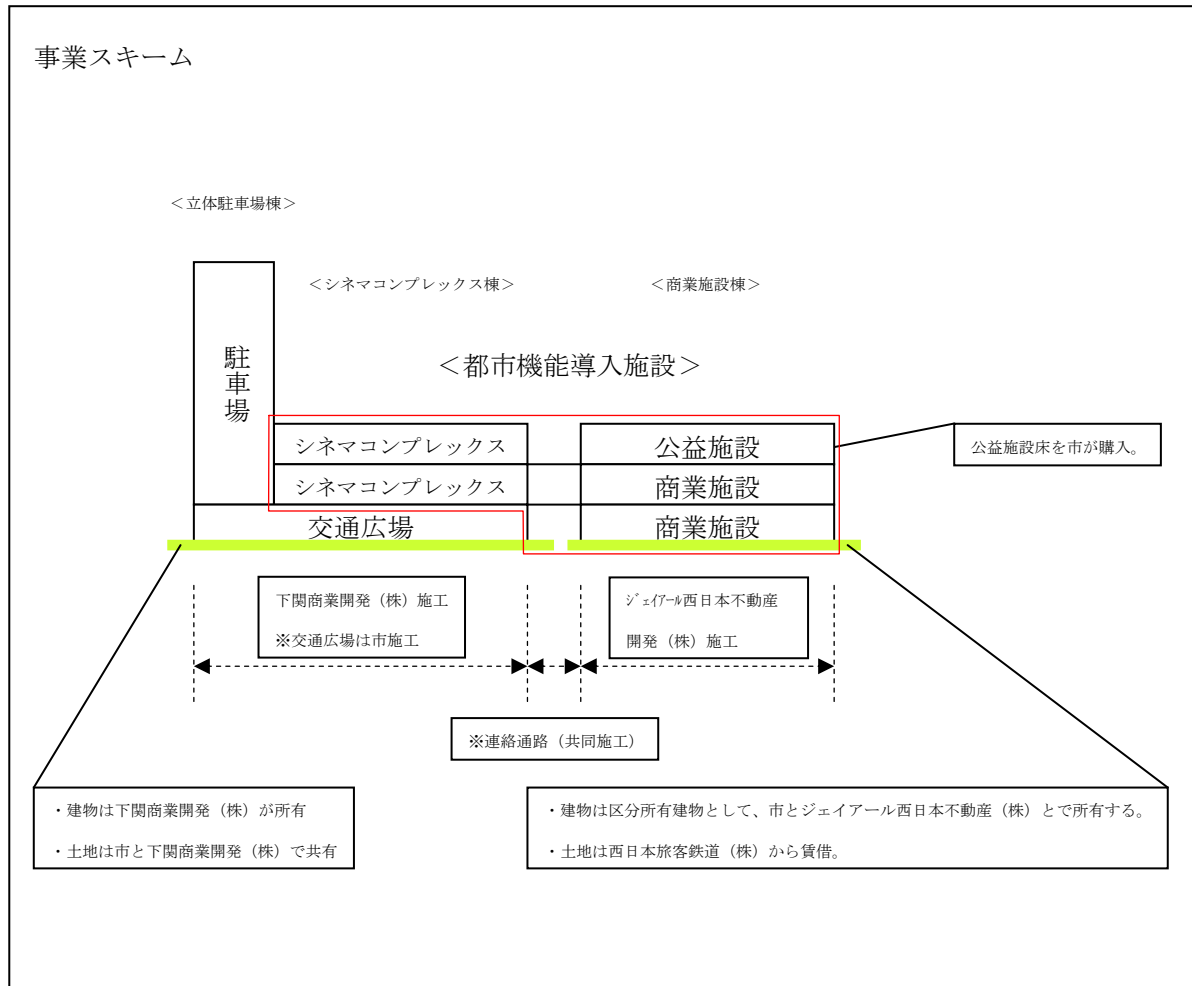 事業スキーム
＜立体駐車場棟＞
＜シネマコンプレックス棟＞
＜商業施設棟＞
駐車場
＜都市機能導入施設＞
シネマコンプレックス
公益施設
公益施設床を市が購入。
シネマコンプレックス
商業施設
交通広場
商業施設
下関商業開発（株）施工
※交通広場は市施工
ｼﾞｪｲｱｰﾙ西日本不動産
開発（株）施工
※連絡通路（共同施工）
・建物は下関商業開発（株）が所有
・土地は市と下関商業開発（株）で共有
・建物は区分所有建物として、市とジェイアール西日本不動産（株）とで所有する。
・土地は西日本旅客鉄道（株）から賃借。